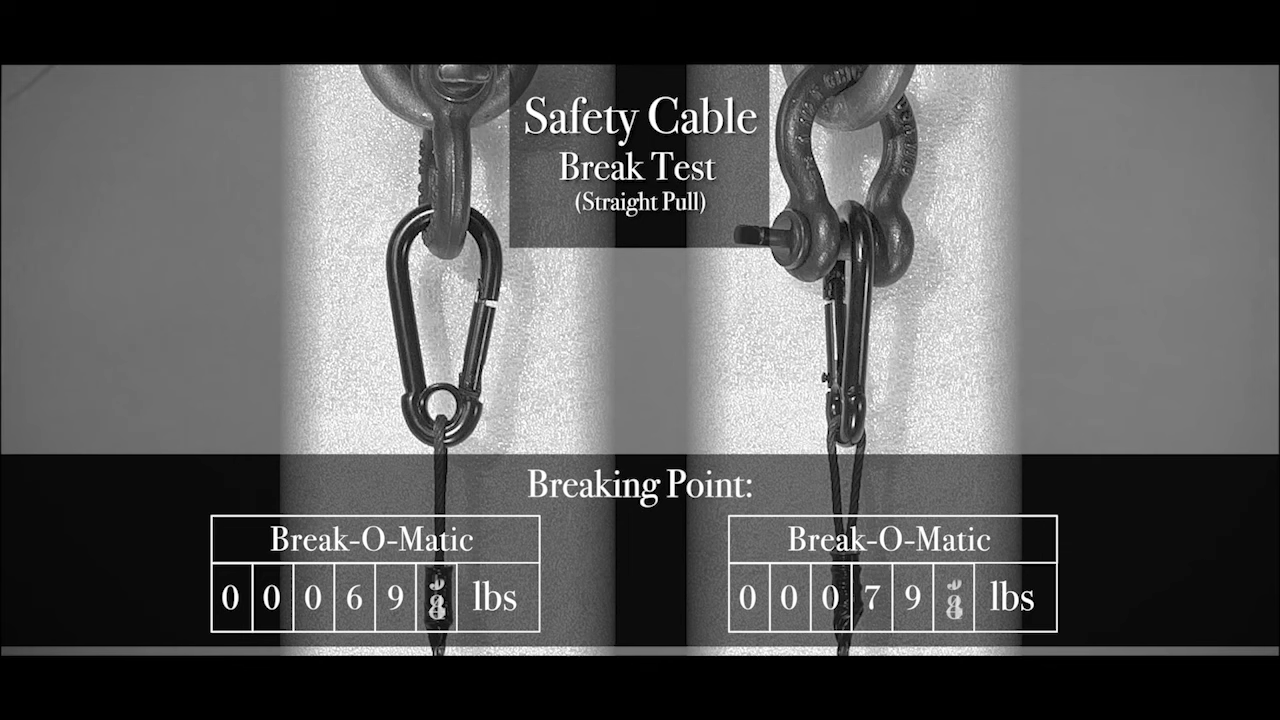 Safety Cable
Break Test
(Straight Pull)
Breaking Point:
Break-O-Matic
0 0 0 6 9 lbs
Break-O-Matic
0 0 0 7 9 lbs